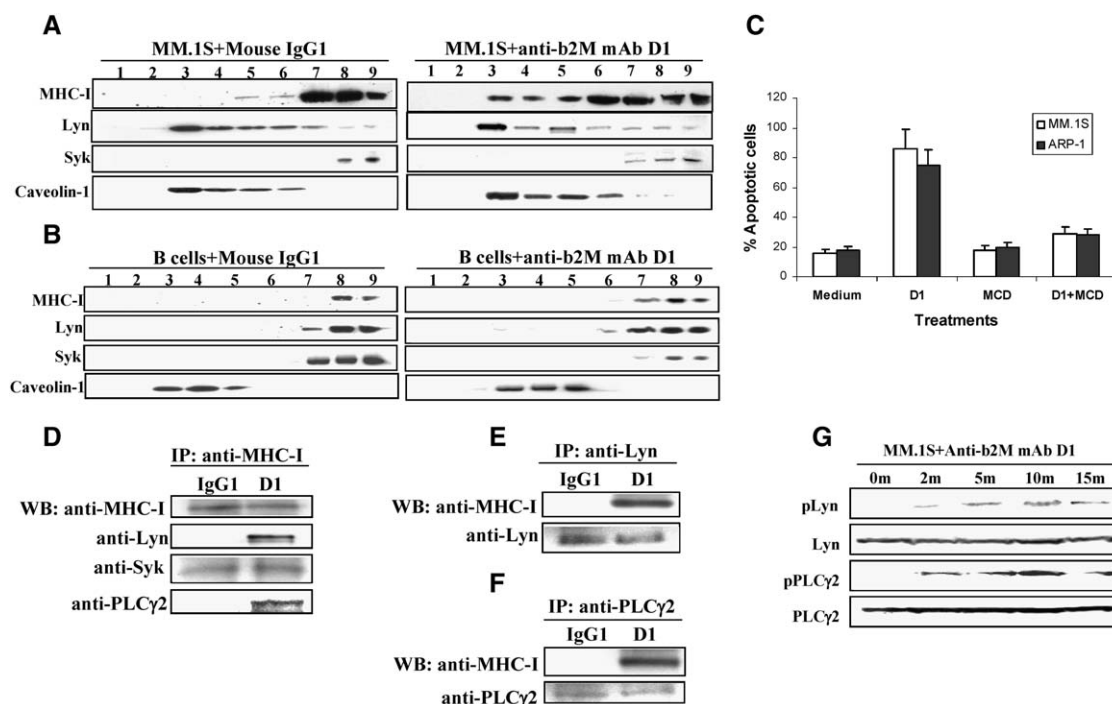 A
MM.1S+Mouse IgG1
MM.1S+anti-b2M mAb D1
1 2 3 4 5 6 7 8 9
1 2 3 4 5 6 7 8 9
MHC-I
Lyn
Syk
Caveolin-1
B
B cells+Mouse IgG1
B cells+anti-b2M mAb D1
1 2 3 4 5 6 7 8 9
1 2 3 4 5 6 7 8 9
MHC-I
Lyn
Syk
Caveolin-1
C
120
100
80
60
40
20
0
% Apoptotic cells
MM.1S
ARP-1
Medium D1 MCD D1+MCD
Treatments
D
IP: anti-MHC-I
IgG1 D1
WB: anti-MHC-I
anti-Lyn
anti-Syk
anti-PLCγ2
E
IP: anti-Lyn
IgG1 D1
WB: anti-MHC-I
anti-Lyn
F
IP: anti-PLCγ2
IgG1 D1
WB: anti-MHC-I
anti-PLCγ2
G
MM.1S+Anti-b2M mAb D1
0m 2m 5m 10m 15m
pLyn
Lyn
pPLCγ2
PLCγ2